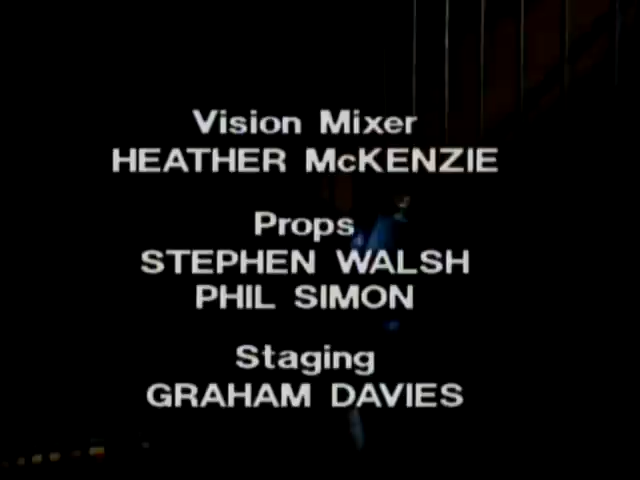 Vision Mixer
HEATHER McKENZIE
Props
STEPHEN WALSH
PHIL SIMON
Staging
GRAHAM DAVIES